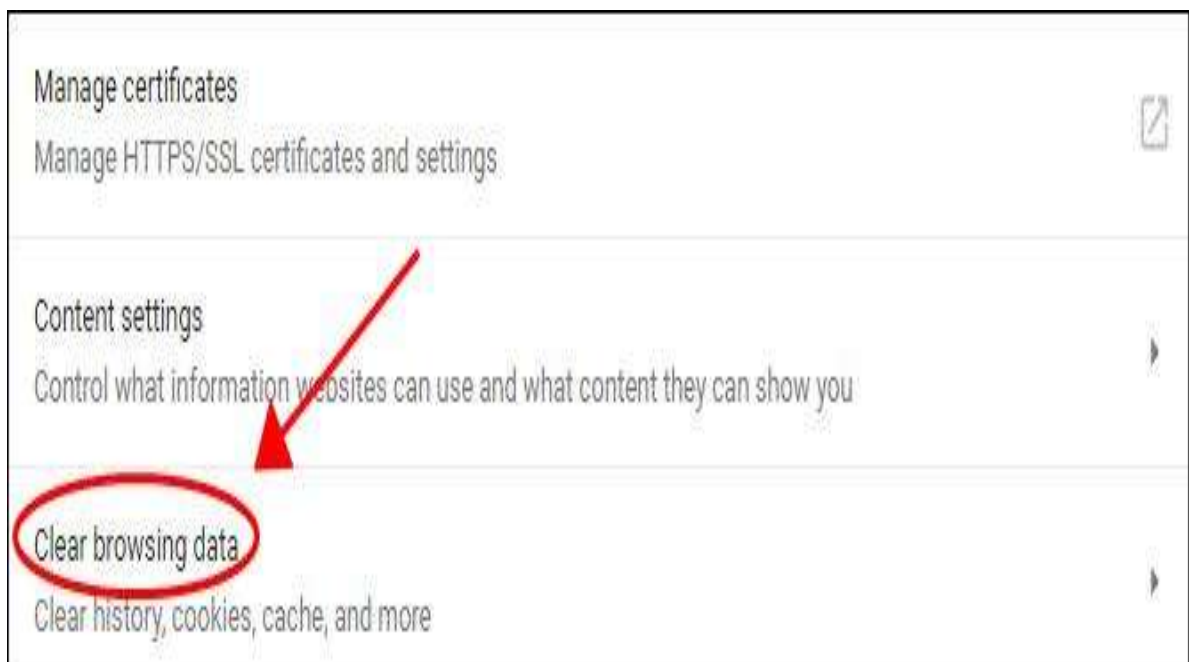 Manage certificates
Manage HTTPS/SSL certificates and settings
Content settings
Control what information websites can use and what content they can show you
Clear browsing data
Clear history, cookies, cache, and more